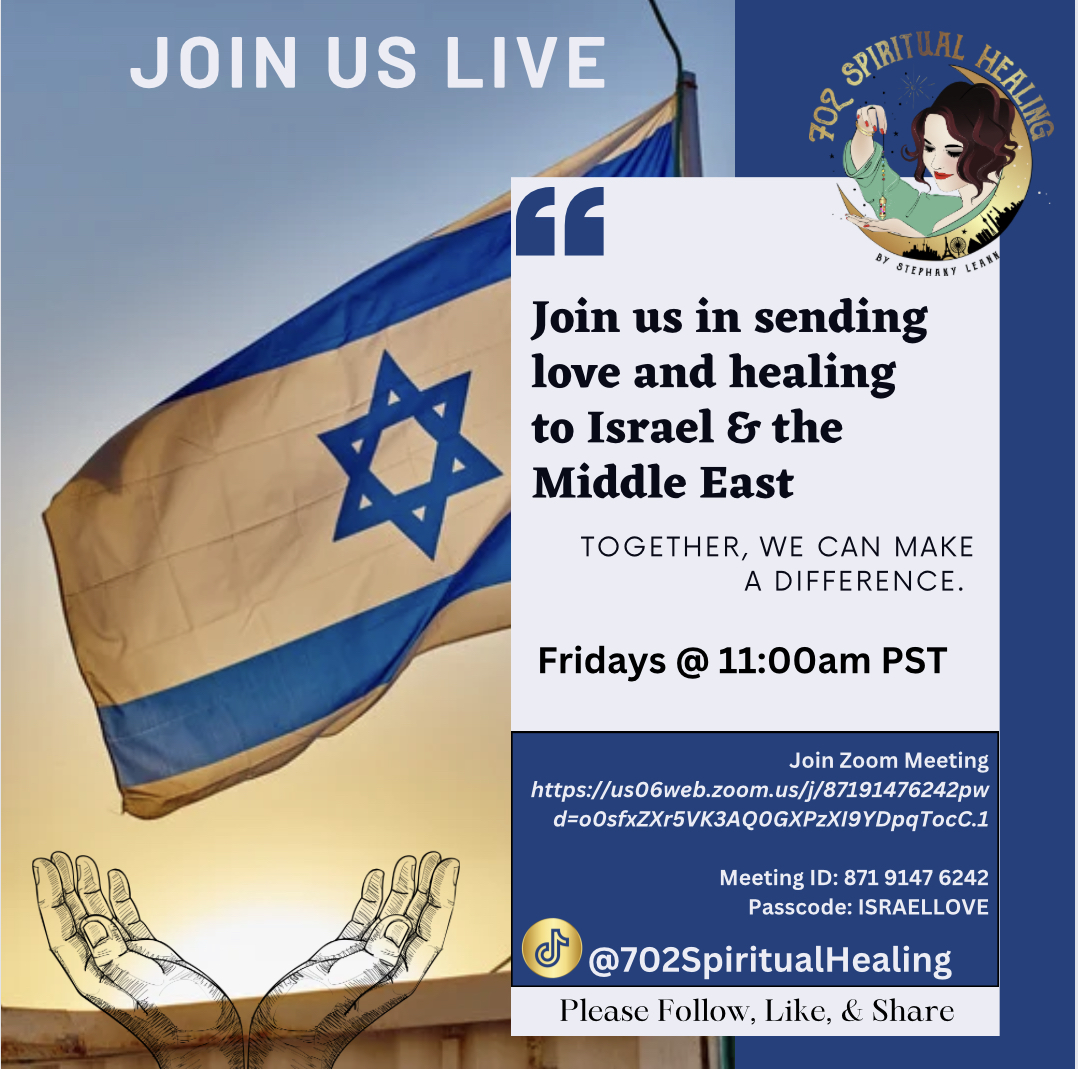 JOIN US LIVE
702 SPIRITUAL HEALING
BY STEPHANY LEANN
Join us in sending
love and healing
to Israel & the
Middle East
TOGETHER, WE CAN MAKE
A DIFFERENCE.
Fridays @ 11:00am PST
Join Zoom Meeting
https://us06web.zoom.us/j/87191476242pw
d=o0sfxZXr5VK3AQ0GXPzXI9YDpqTocC.1
Meeting ID: 871 9147 6242
Passcode: ISRAELLOVE
@702SpiritualHealing
Please Follow, Like, & Share